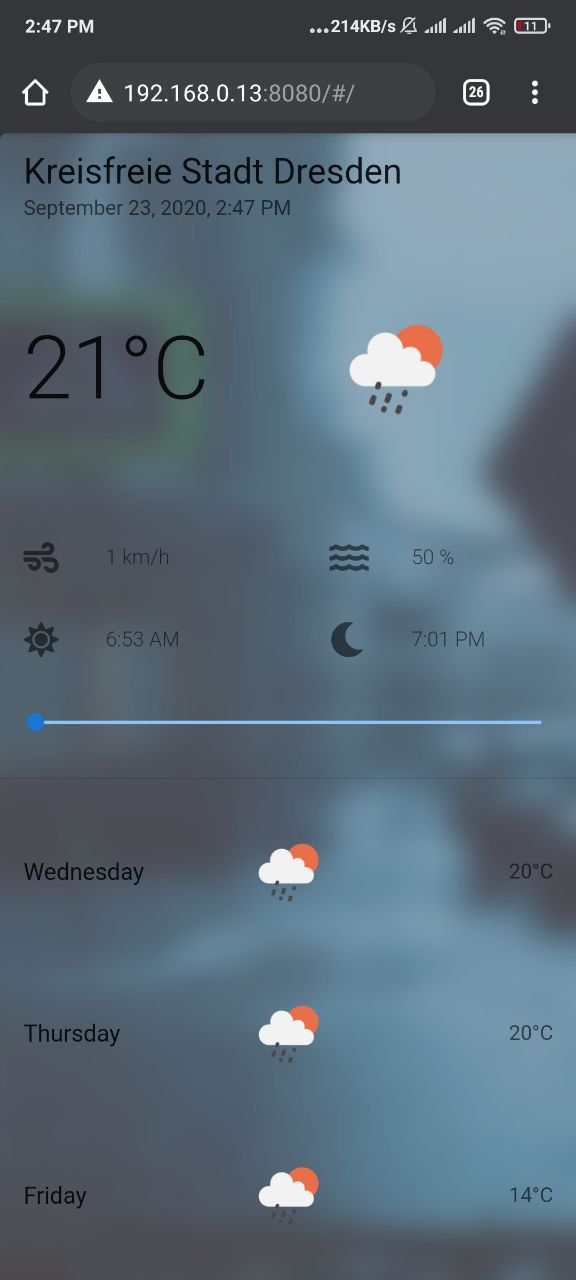 2:47 PM ...214KB/s 11
192.168.0.13:8080/#/ 26
Kreisfreie Stadt Dresden
September 23, 2020, 2:47 PM
21°C
1 km/h 50 %
6:53 AM 7:01 PM
Wednesday 20°C
Thursday 20°C
Friday 14°C